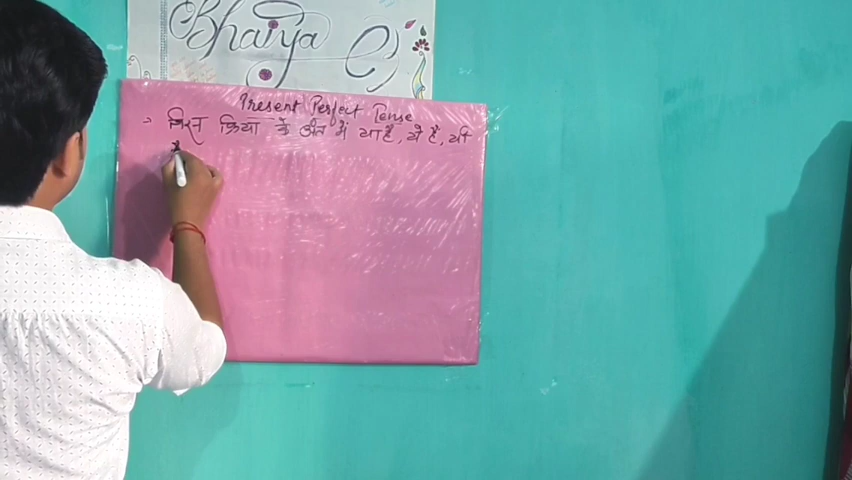 Bhaiya
Present Perfect Tense
जिस क्रिया के अंत में या है, ये हैं, यी